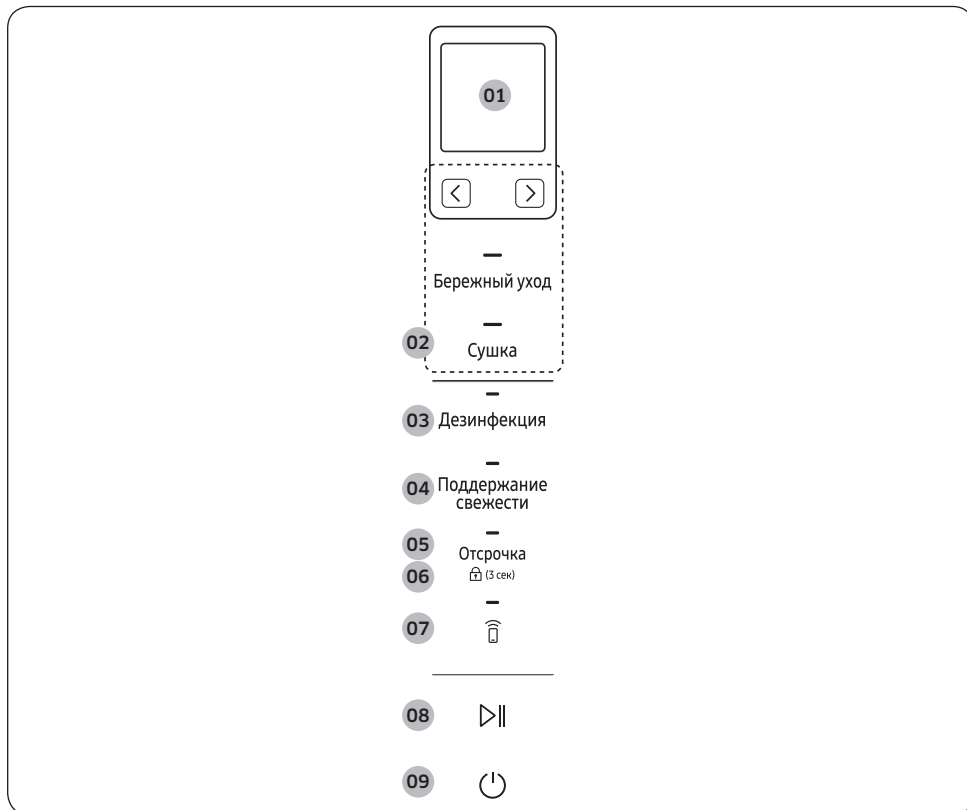 01
Бережный уход
02
Сушка
03 Дезинфекция
04 Поддержание
свежести
05
Отсрочка
06
(3 сек)
07
08
09